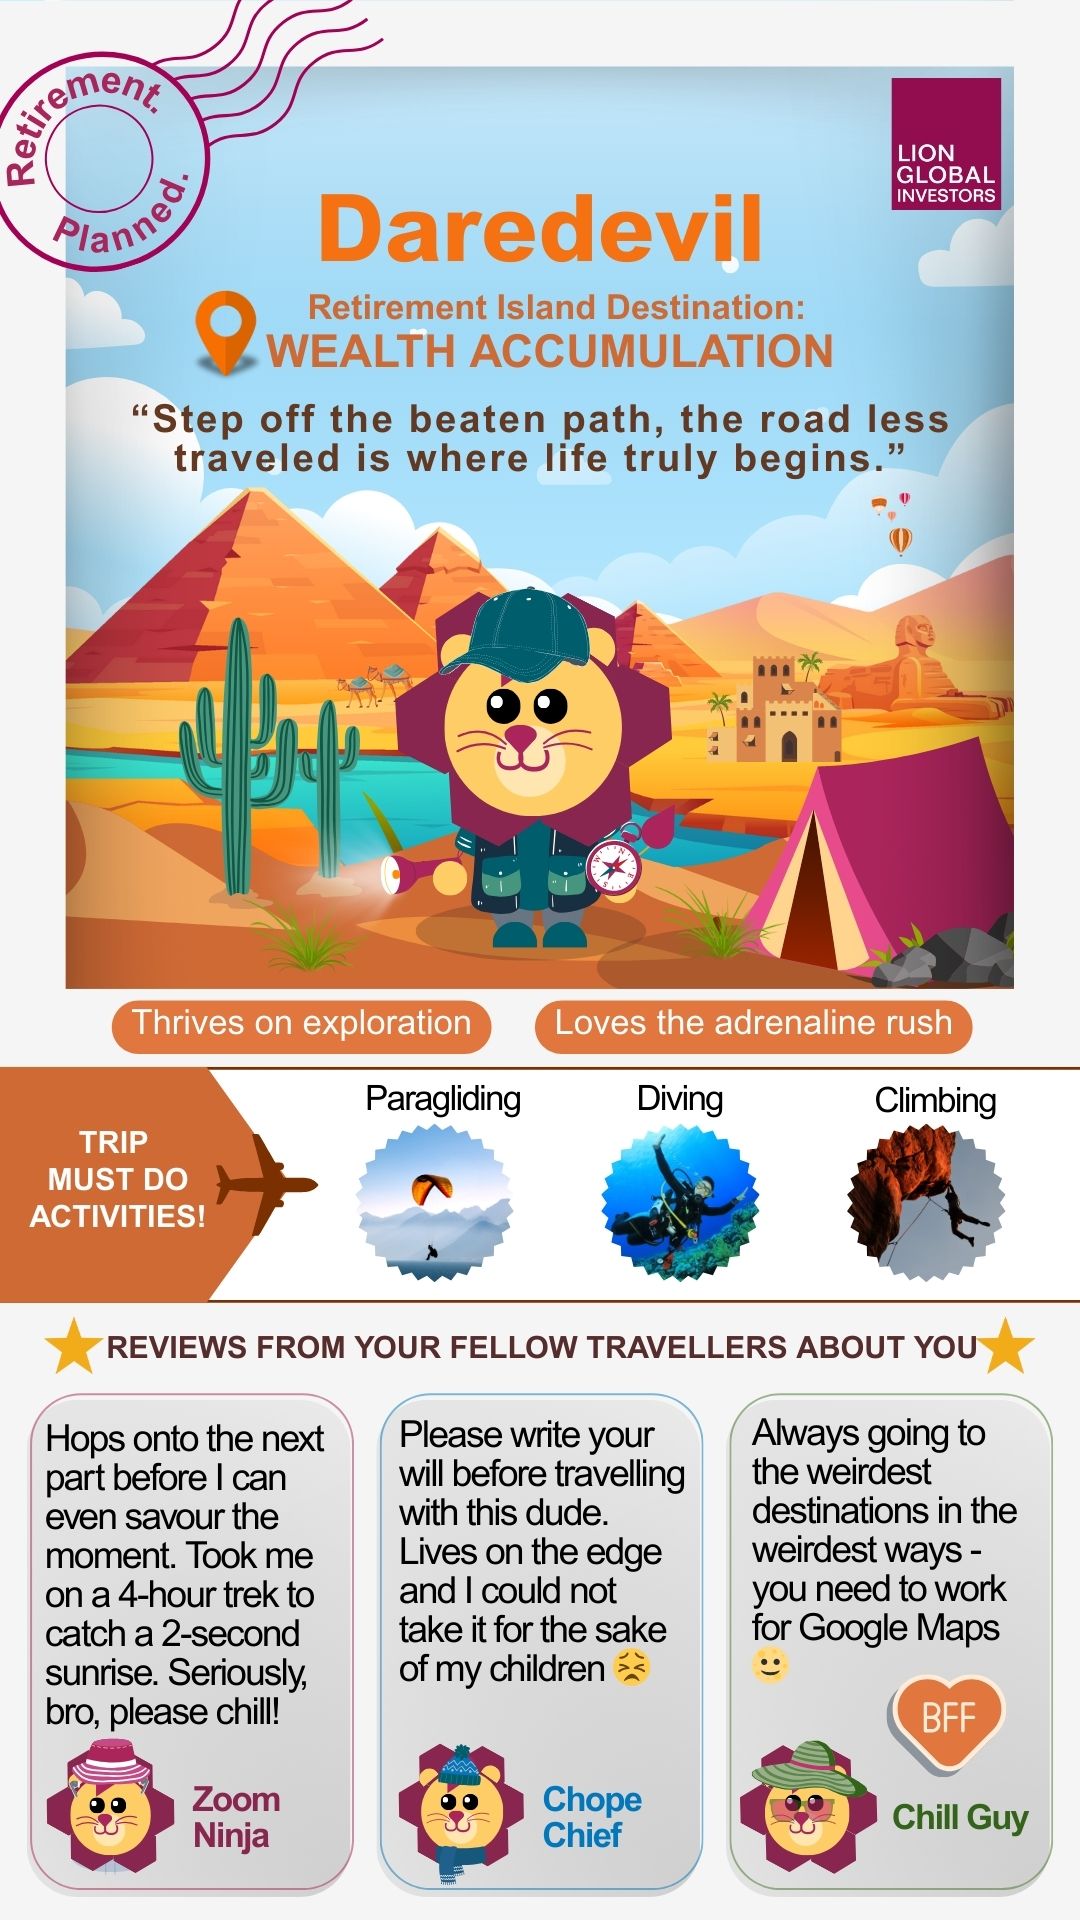 Retirement.
Planned.
LION
GLOBAL
INVESTORS
Daredevil
Retirement Island Destination:
WEALTH ACCUMULATION
“Step off the beaten path, the road less
traveled is where life truly begins.”
N
E
S
W
Thrives on exploration
Loves the adrenaline rush
TRIP
MUST DO
ACTIVITIES!
Paragliding
Diving
Climbing
REVIEWS FROM YOUR FELLOW TRAVELLERS ABOUT YOU
Hops onto the next
part before I can
even savour the
moment. Took me
on a 4-hour trek to
catch a 2-second
sunrise. Seriously,
bro, please chill!
Zoom
Ninja
Please write your
will before travelling
with this dude.
Lives on the edge
and I could not
take it for the sake
of my children 😣
Chope
Chief
Always going to
the weirdest
destinations in the
weirdest ways -
you need to work
for Google Maps
🙂
BFF
Chill Guy